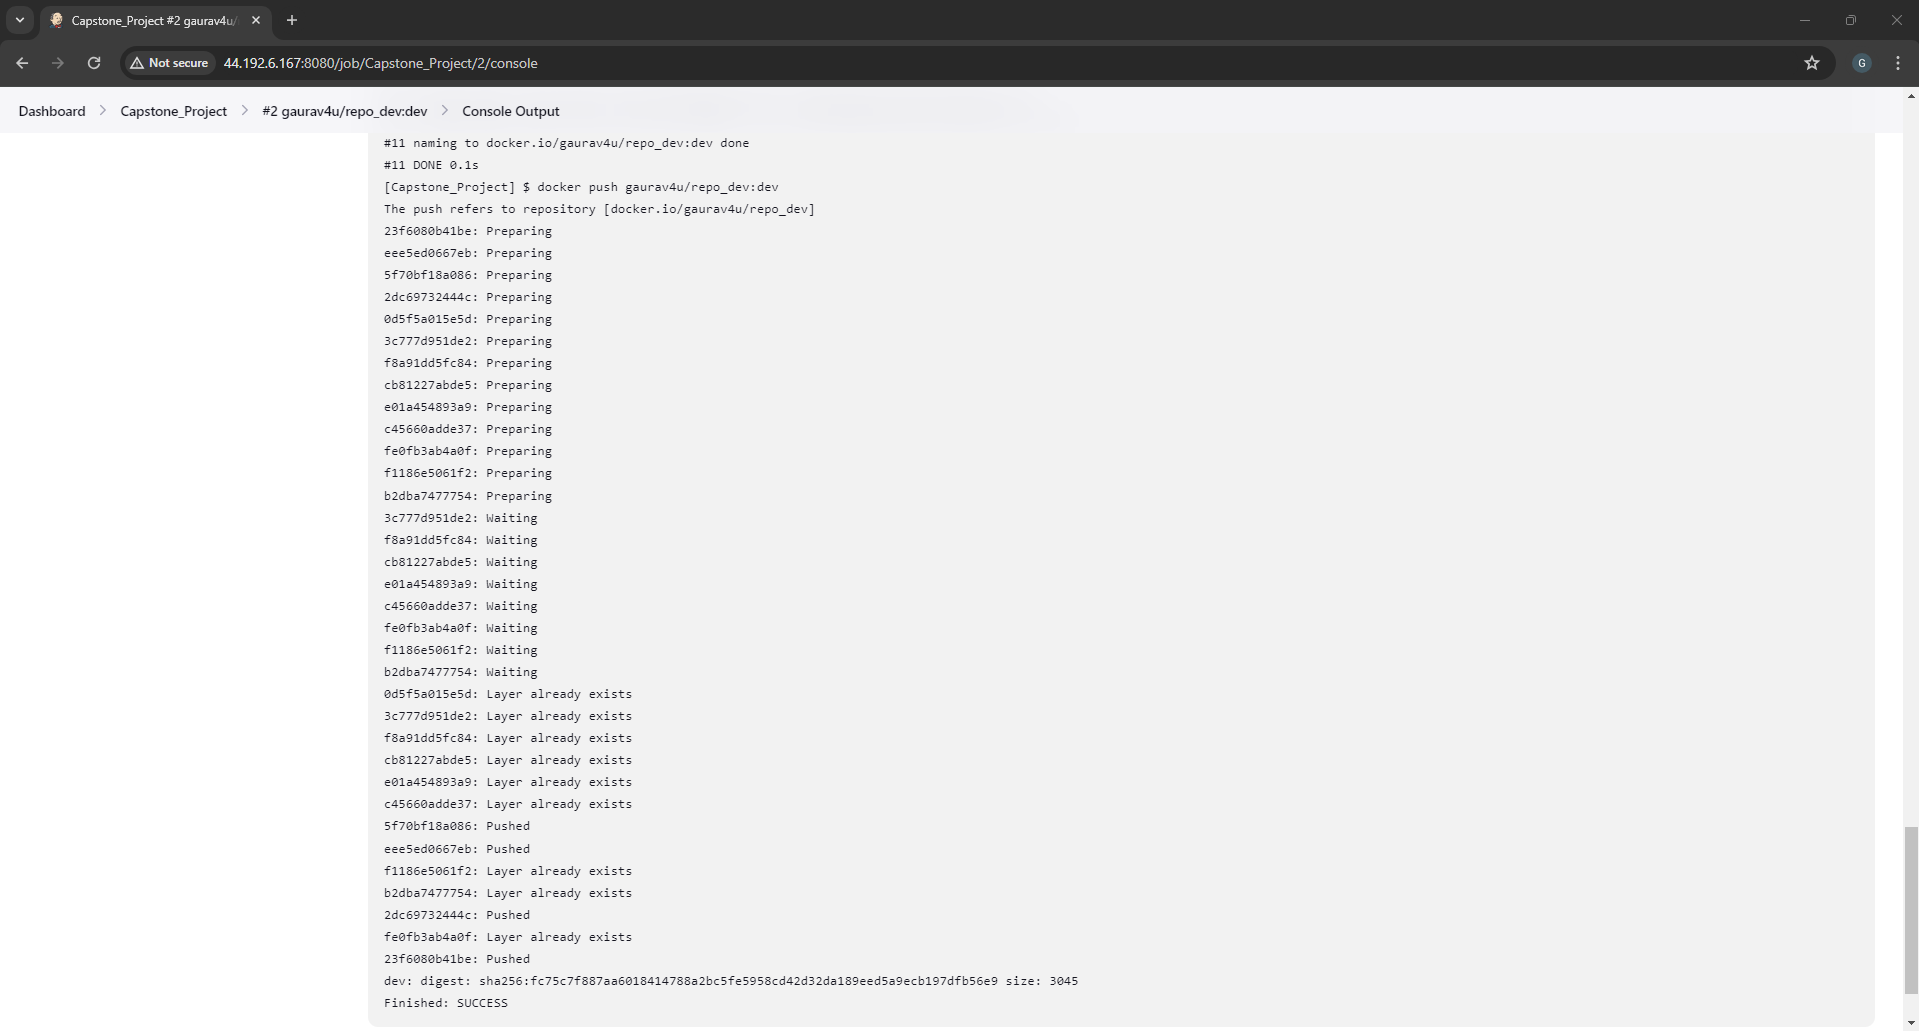 Capstone_Project #2 gaurav4u/
Not secure 44.192.6.167:8080/job/Capstone_Project/2/console
G
Dashboard Capstone_Project #2 gaurav4u/repo_dev:dev Console Output
#11 naming to docker.io/gaurav4u/repo_dev:dev done
#11 DONE 0.1s
[Capstone_Project] $ docker push gaurav4u/repo_dev:dev
The push refers to repository [docker.io/gaurav4u/repo_dev]
23f6080b41be: Preparing
eee5ed0667eb: Preparing
5f70bf18a086: Preparing
2dc69732444c: Preparing
0d5f5a015e5d: Preparing
3c777d951de2: Preparing
f8a91dd5fc84: Preparing
cb81227abde5: Preparing
e01a454893a9: Preparing
c45660adde37: Preparing
fe0fb3ab4a0f: Preparing
f1186e5061f2: Preparing
b2dba7477754: Preparing
3c777d951de2: Waiting
f8a91dd5fc84: Waiting
cb81227abde5: Waiting
e01a454893a9: Waiting
c45660adde37: Waiting
fe0fb3ab4a0f: Waiting
f1186e5061f2: Waiting
b2dba7477754: Waiting
0d5f5a015e5d: Layer already exists
3c777d951de2: Layer already exists
f8a91dd5fc84: Layer already exists
cb81227abde5: Layer already exists
e01a454893a9: Layer already exists
c45660adde37: Layer already exists
5f70bf18a086: Pushed
eee5ed0667eb: Pushed
f1186e5061f2: Layer already exists
b2dba7477754: Layer already exists
2dc69732444c: Pushed
fe0fb3ab4a0f: Layer already exists
23f6080b41be: Pushed
dev: digest: sha256:fc75c7f887aa6018414788a2bc5fe5958cd42d32da189eed5a9ecb197dfb56e9 size: 3045
Finished: SUCCESS